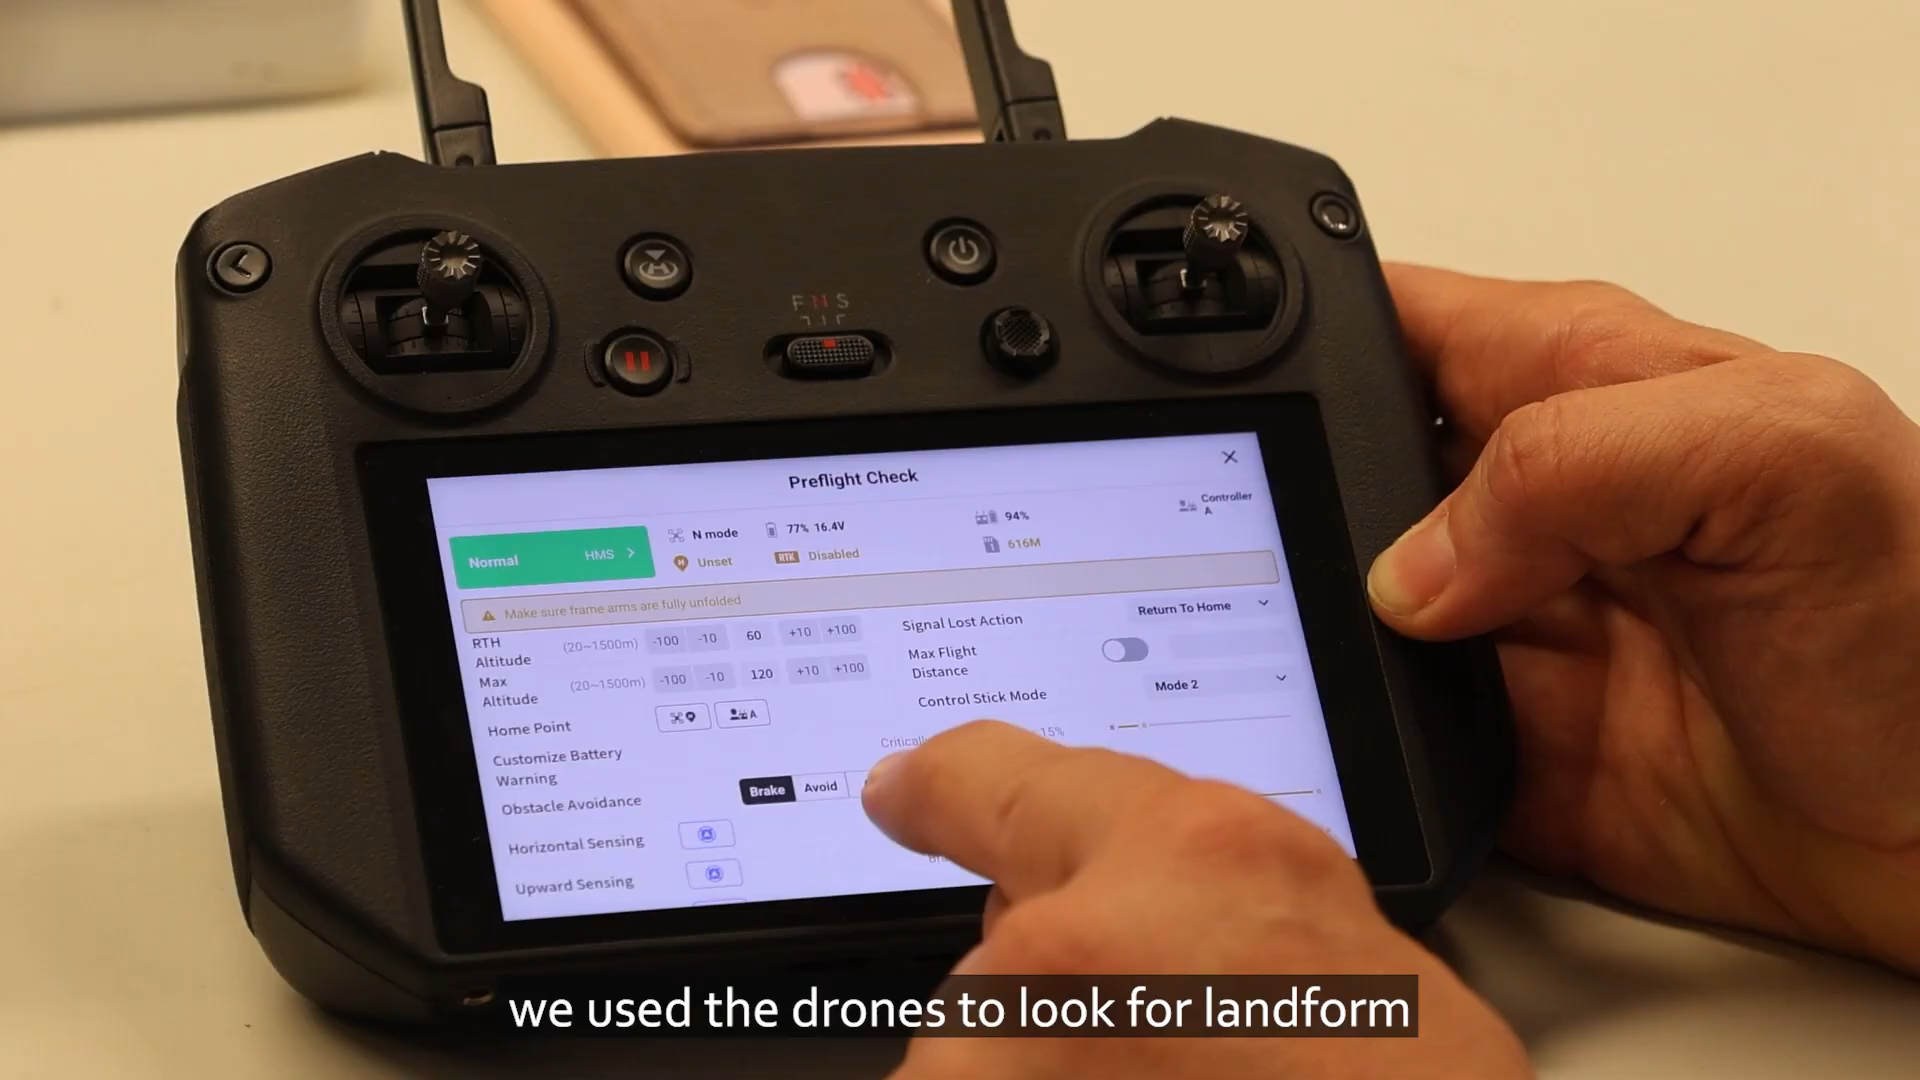 F N S
Preflight Check
Normal HMS
N mode 77% 16.4V 94% Controller A
Unset RTK Disabled 616M
Make sure frame arms are fully unfolded
RTH Altitude (20~1500m) -100 -10 60 +10 +100
Signal Lost Action Return To Home
Max Altitude (20~1500m) -100 -10 120 +10 +100
Max Flight Distance
Control Stick Mode Mode 2
Home Point A
Customize Battery Warning 15%
Obstacle Avoidance Brake Avoid
Horizontal Sensing
Upward Sensing
we used the drones to look for landform